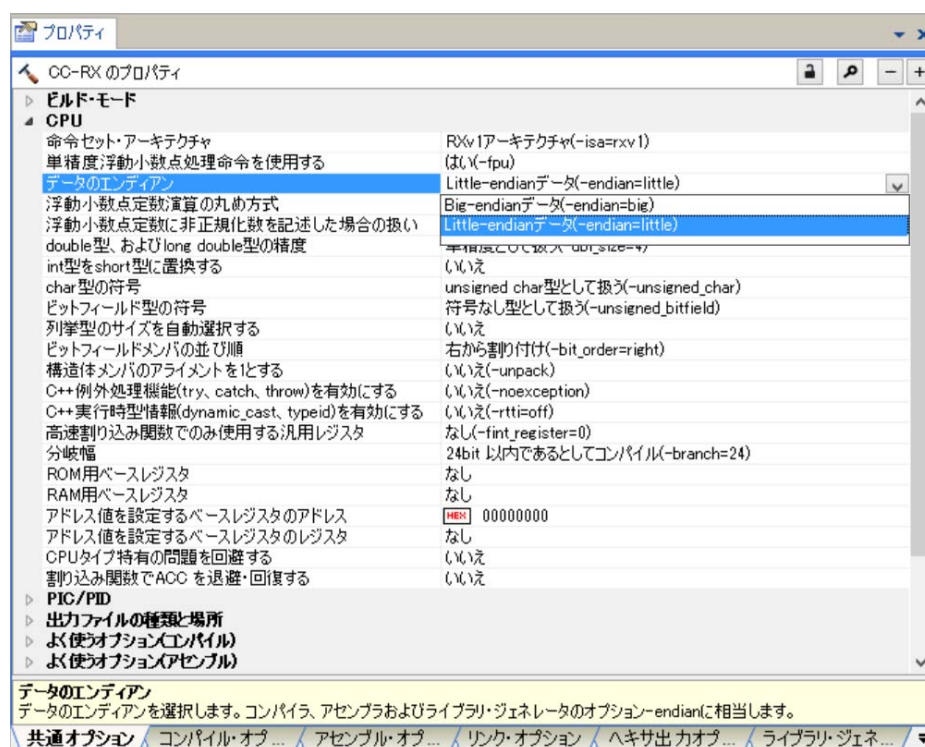 プロパティ
CC-RX のプロパティ
ビルド・モード
CPU
命令セット・アーキテクチャ RXv1アーキテクチャ(-isa=rxv1)
単精度浮動小数点処理命令を使用する はい(-fpu)
データのエンディアン Little-endianデータ(-endian=little)
浮動小数点定数演算の丸め方式 Big-endianデータ(-endian=big)
浮動小数点定数に非正規化数を記述した場合の扱い Little-endianデータ(-endian=little)
double型、およびlong double型の精度
int型をshort型に置換する いいえ
char型の符号 unsigned char型として扱う(-unsigned_char)
ビットフィールド型の符号 符号なし型として扱う(-unsigned_bitfield)
列挙型のサイズを自動選択する いいえ
ビットフィールドメンバの並び順 右から割り付け(-bit_order=right)
構造体メンバのアライメントを1とする いいえ(-unpack)
C++例外処理機能(try、catch、throw)を有効にする いいえ(-noexception)
C++実行時型情報(dynamic_cast、typeid)を有効にする いいえ(-rtti=off)
高速割り込み関数でのみ使用する汎用レジスタ なし(-fint_register=0)
分岐幅 24bit 以内であるとしてコンパイル(-branch=24)
ROM用ベースレジスタ なし
RAM用ベースレジスタ なし
アドレス値を設定するベースレジスタのアドレス HEX 00000000
アドレス値を設定するベースレジスタのレジスタ なし
CPUタイプ特有の問題を回避する いいえ
割り込み関数でACC を退避・回復する いいえ
PIC/PID
出力ファイルの種類と場所
よく使うオプション(コンパイル)
よく使うオプション(アセンブル)
データのエンディアン
データのエンディアンを選択します。コンパイラ、アセンブラおよびライブラリ・ジェネレータのオプション-endianに相当します。
共通オプション コンパイル・オプ... アセンブル・オプ... リンク・オプション ヘキサ出力オプ... ライブラリ・ジェネ...